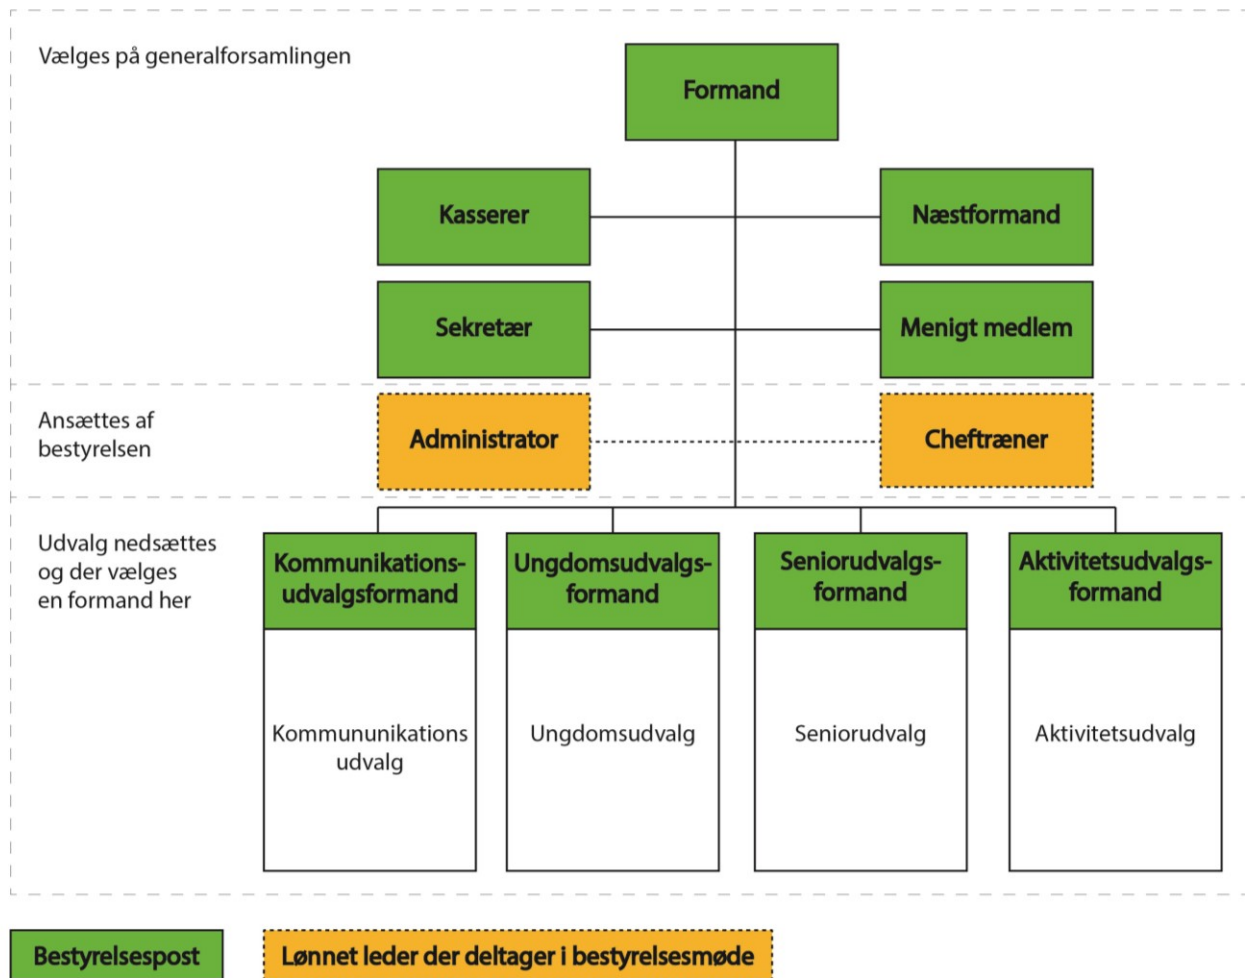 Vælges på generalforsamlingen
Formand
Kasserer
Næstformand
Sekretær
Menigt medlem
Ansættes af
bestyrelsen
Administrator
Cheftræner
Udvalg nedsættes
og der vælges
en formand her
Kommunikations-
udvalgsformand
Ungdomsudvalgs-
formand
Seniorudvalgs-
formand
Aktivitetsudvalgs-
formand
Kommununikations
udvalg
Ungdomsudvalg
Seniorudvalg
Aktivitetsudvalg
Bestyrelsespost
Lønnet leder der deltager i bestyrelsesmøde